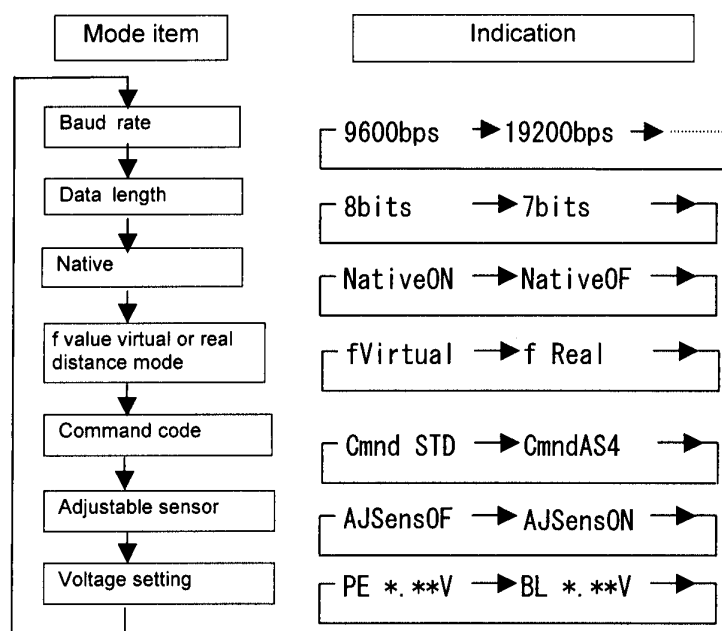 Mode item
Indication
Baud rate
9600bps 19200bps
Data length
8bits 7bits
Native
NativeON NativeOF
f value virtual or real
distance mode
fVirtual f Real
Command code
Cmnd STD CmndAS4
Adjustable sensor
AJSensOF AJSensON
Voltage setting
PE *.**V BL *.**V